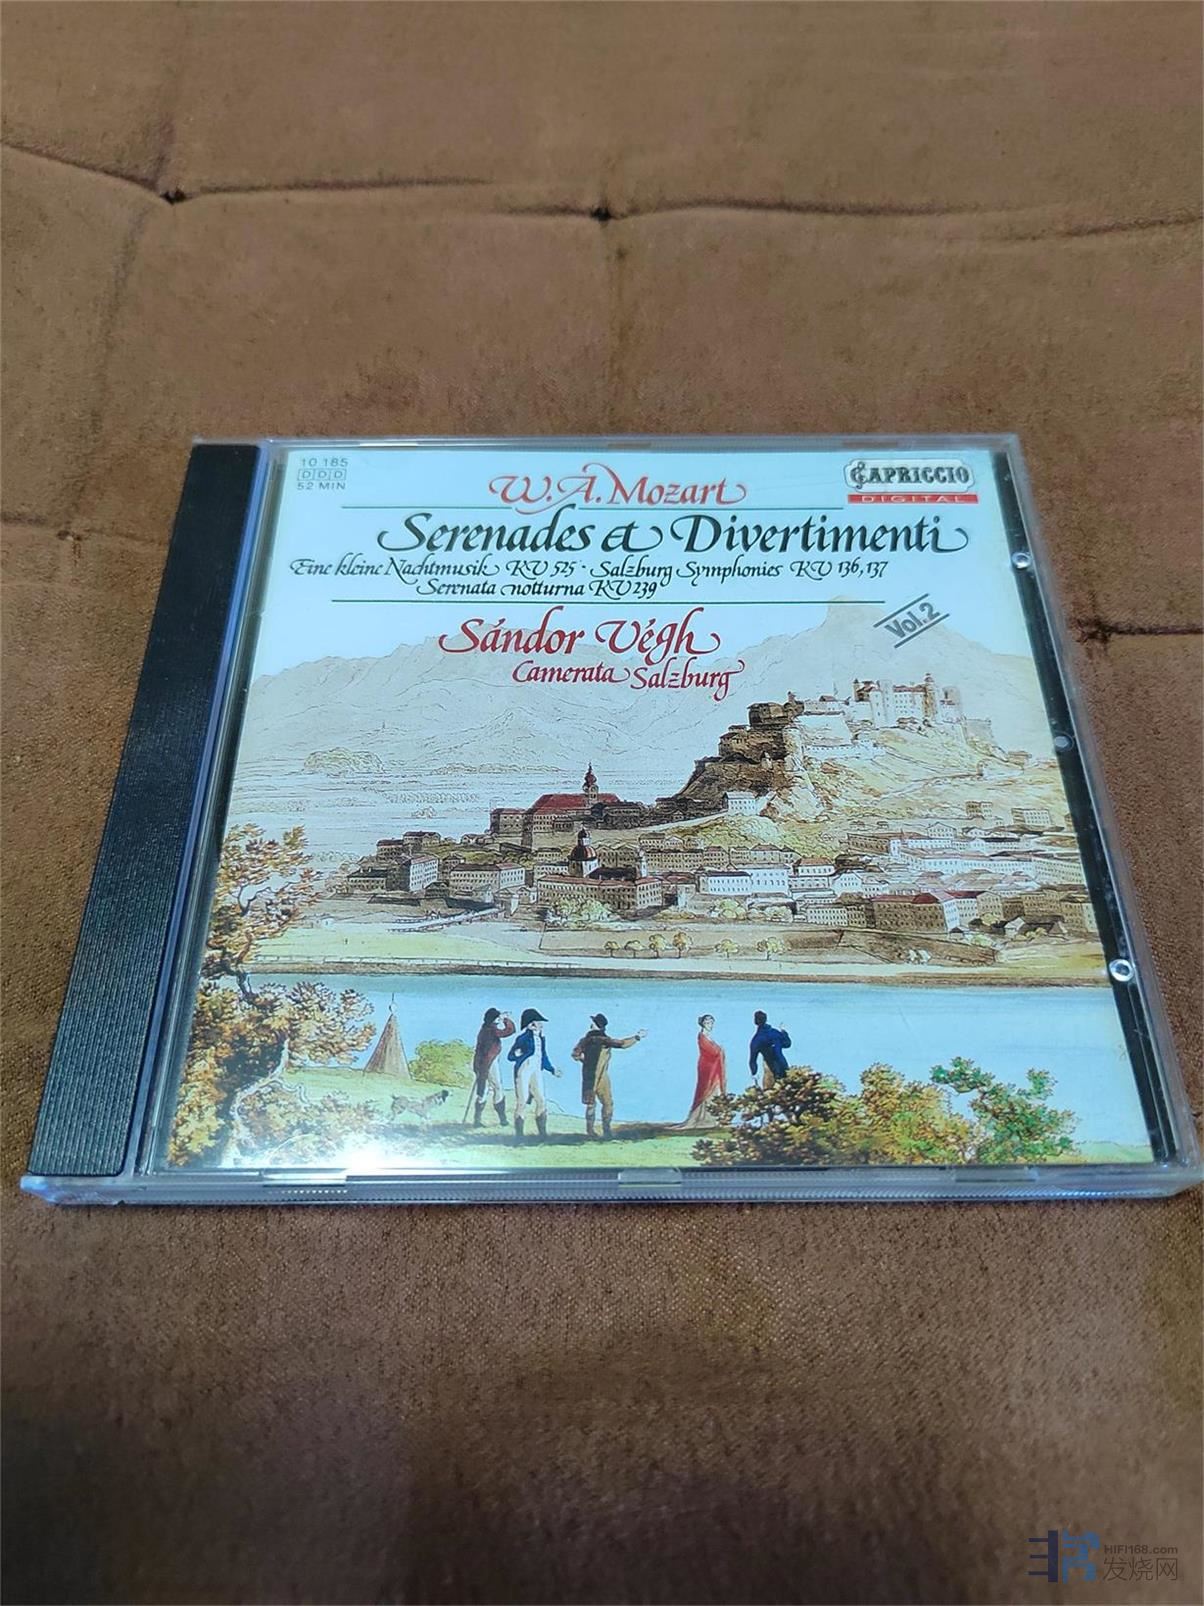 10 185
DDD
52 MIN
W.A. Mozart
CAPRICCIO
DIGITAL
Serenades et Divertimenti
Eine kleine Nachtmusik KV 525 · Salzburg Symphonies KV 136, 137
Serenata notturna KV 239
Vol. 2
Sándor Végh
Camerata Salzburg
HIFI168.com
发烧网